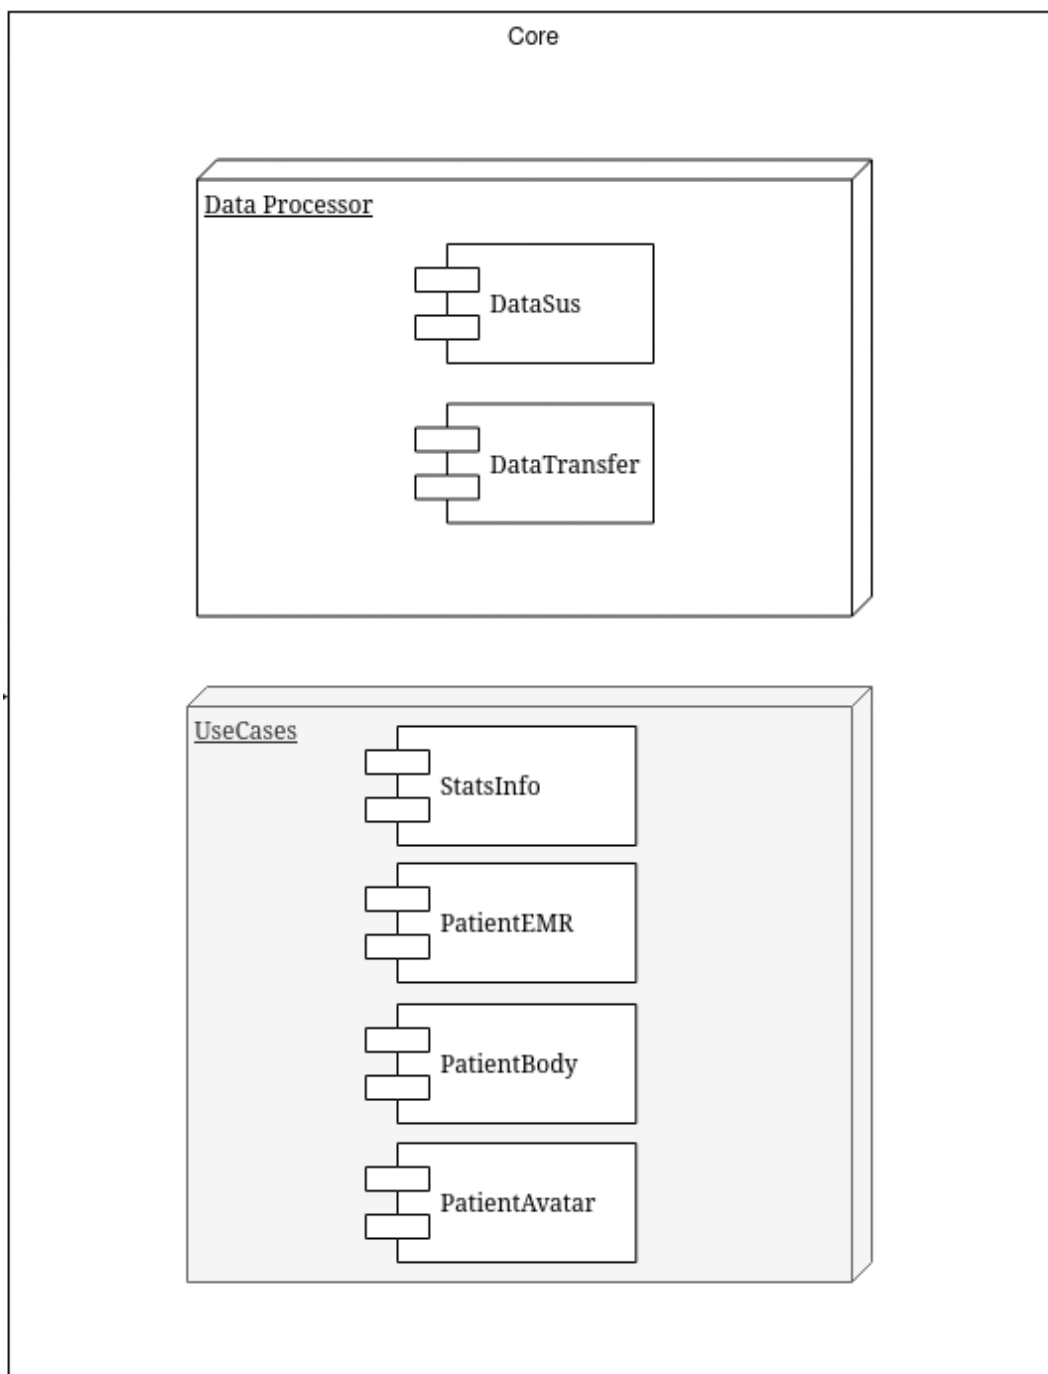 Core
Data Processor
DataSus
DataTransfer
UseCases
StatsInfo
PatientEMR
PatientBody
PatientAvatar